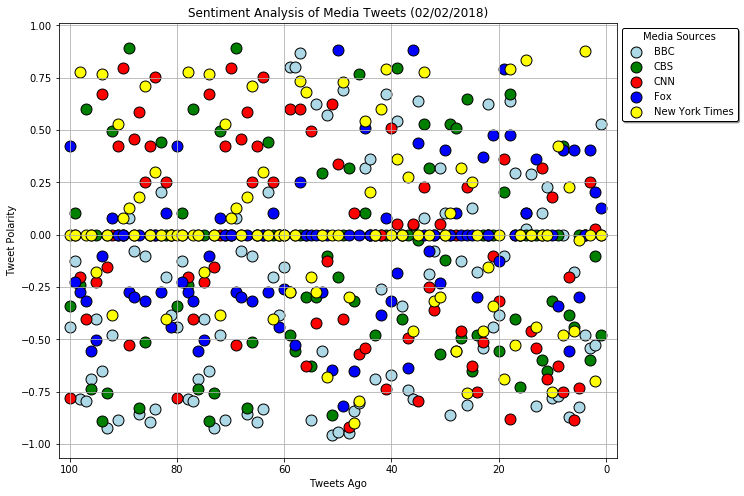 Sentiment Analysis of Media Tweets (02/02/2018)
Media Sources
BBC
CBS
CNN
Fox
New York Times
Tweet Polarity
1.00
0.75
0.50
0.25
0.00
−0.25
−0.50
−0.75
−1.00
100 80 60 40 20 0
Tweets Ago